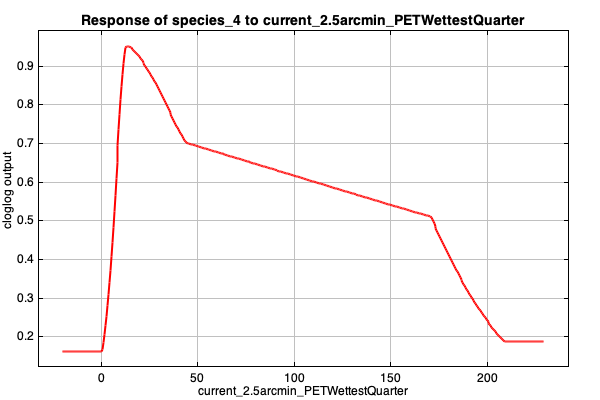 Response of species_4 to current_2.5arcmin_PETWettestQuarter
cloglog output
0.9
0.8
0.7
0.6
0.5
0.4
0.3
0.2
0 50 100 150 200
current_2.5arcmin_PETWettestQuarter